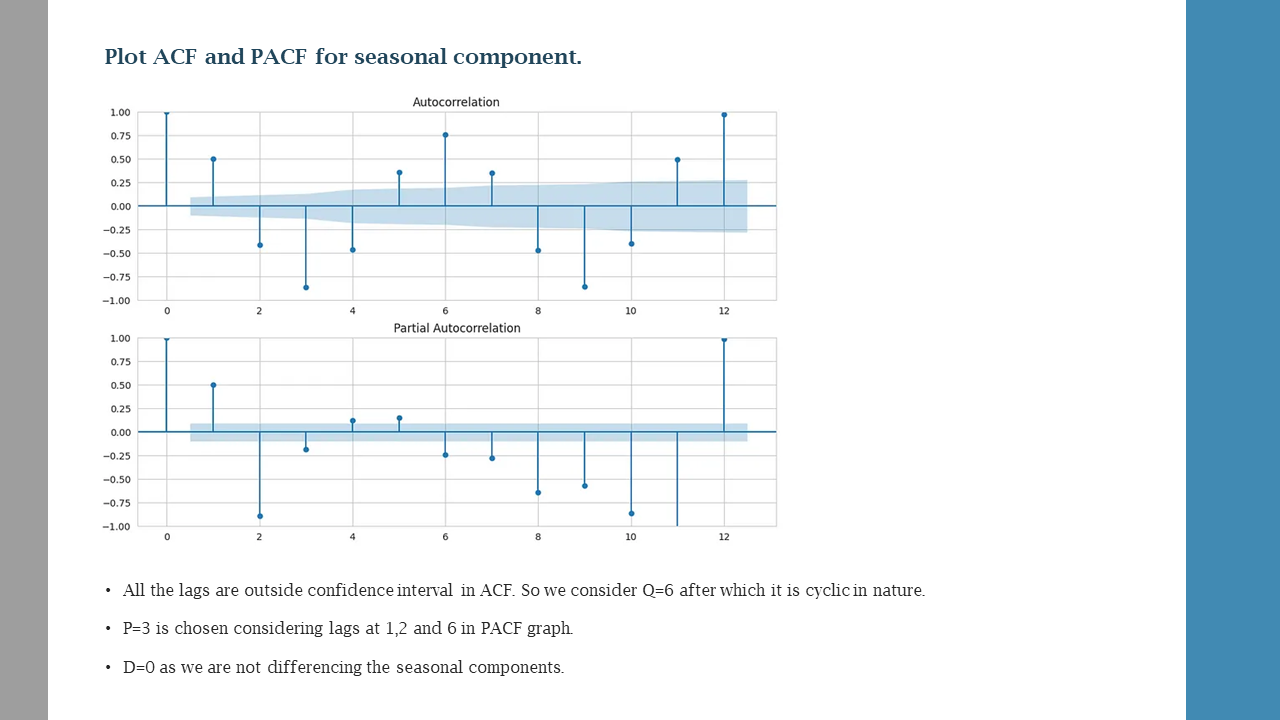 Plot ACF and PACF for seasonal component.
Autocorrelation
1.00
0.75
0.50
0.25
0.00
−0.25
−0.50
−0.75
−1.00
0 2 4 6 8 10 12
Partial Autocorrelation
1.00
0.75
0.50
0.25
0.00
−0.25
−0.50
−0.75
−1.00
0 2 4 6 8 10 12
• All the lags are outside confidence interval in ACF. So we consider Q=6 after which it is cyclic in nature.
• P=3 is chosen considering lags at 1,2 and 6 in PACF graph.
• D=0 as we are not differencing the seasonal components.